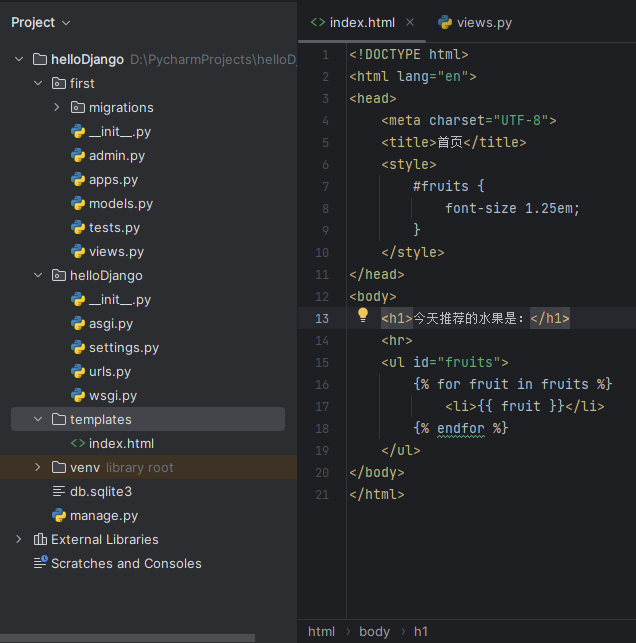 Project
helloDjango D:\PycharmProjects\helloDj
first
migrations
__init__.py
admin.py
apps.py
models.py
tests.py
views.py
helloDjango
__init__.py
asgi.py
settings.py
urls.py
wsgi.py
templates
index.html
venv library root
db.sqlite3
manage.py
External Libraries
Scratches and Consoles
index.html views.py
1 <!DOCTYPE html>
2 <html lang="en">
3 <head>
4 <meta charset="UTF-8">
5 <title>首页</title>
6 <style>
7 #fruits {
8 font-size 1.25em;
9 }
10 </style>
11 </head>
12 <body>
13 <h1>今天推荐的水果是：</h1>
14 <hr>
15 <ul id="fruits">
16 {% for fruit in fruits %}
17 <li>{{ fruit }}</li>
18 {% endfor %}
19 </ul>
20 </body>
21 </html>
html › body › h1